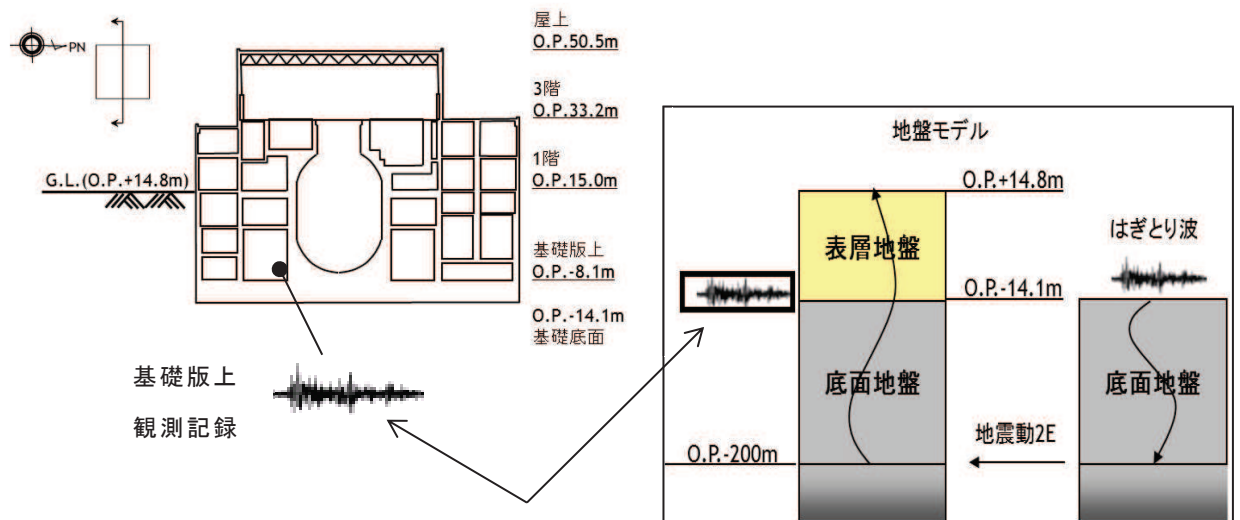 PN
屋上
O.P.50.5m
3階
O.P.33.2m
1階
O.P.15.0m
G.L.(O.P.+14.8m)
基礎版上
O.P.-8.1m
O.P.-14.1m
基礎底面
基礎版上
観測記録
地盤モデル
O.P.+14.8m
表層地盤
はぎとり波
O.P.-14.1m
底面地盤
底面地盤
地震動2E
O.P.-200m